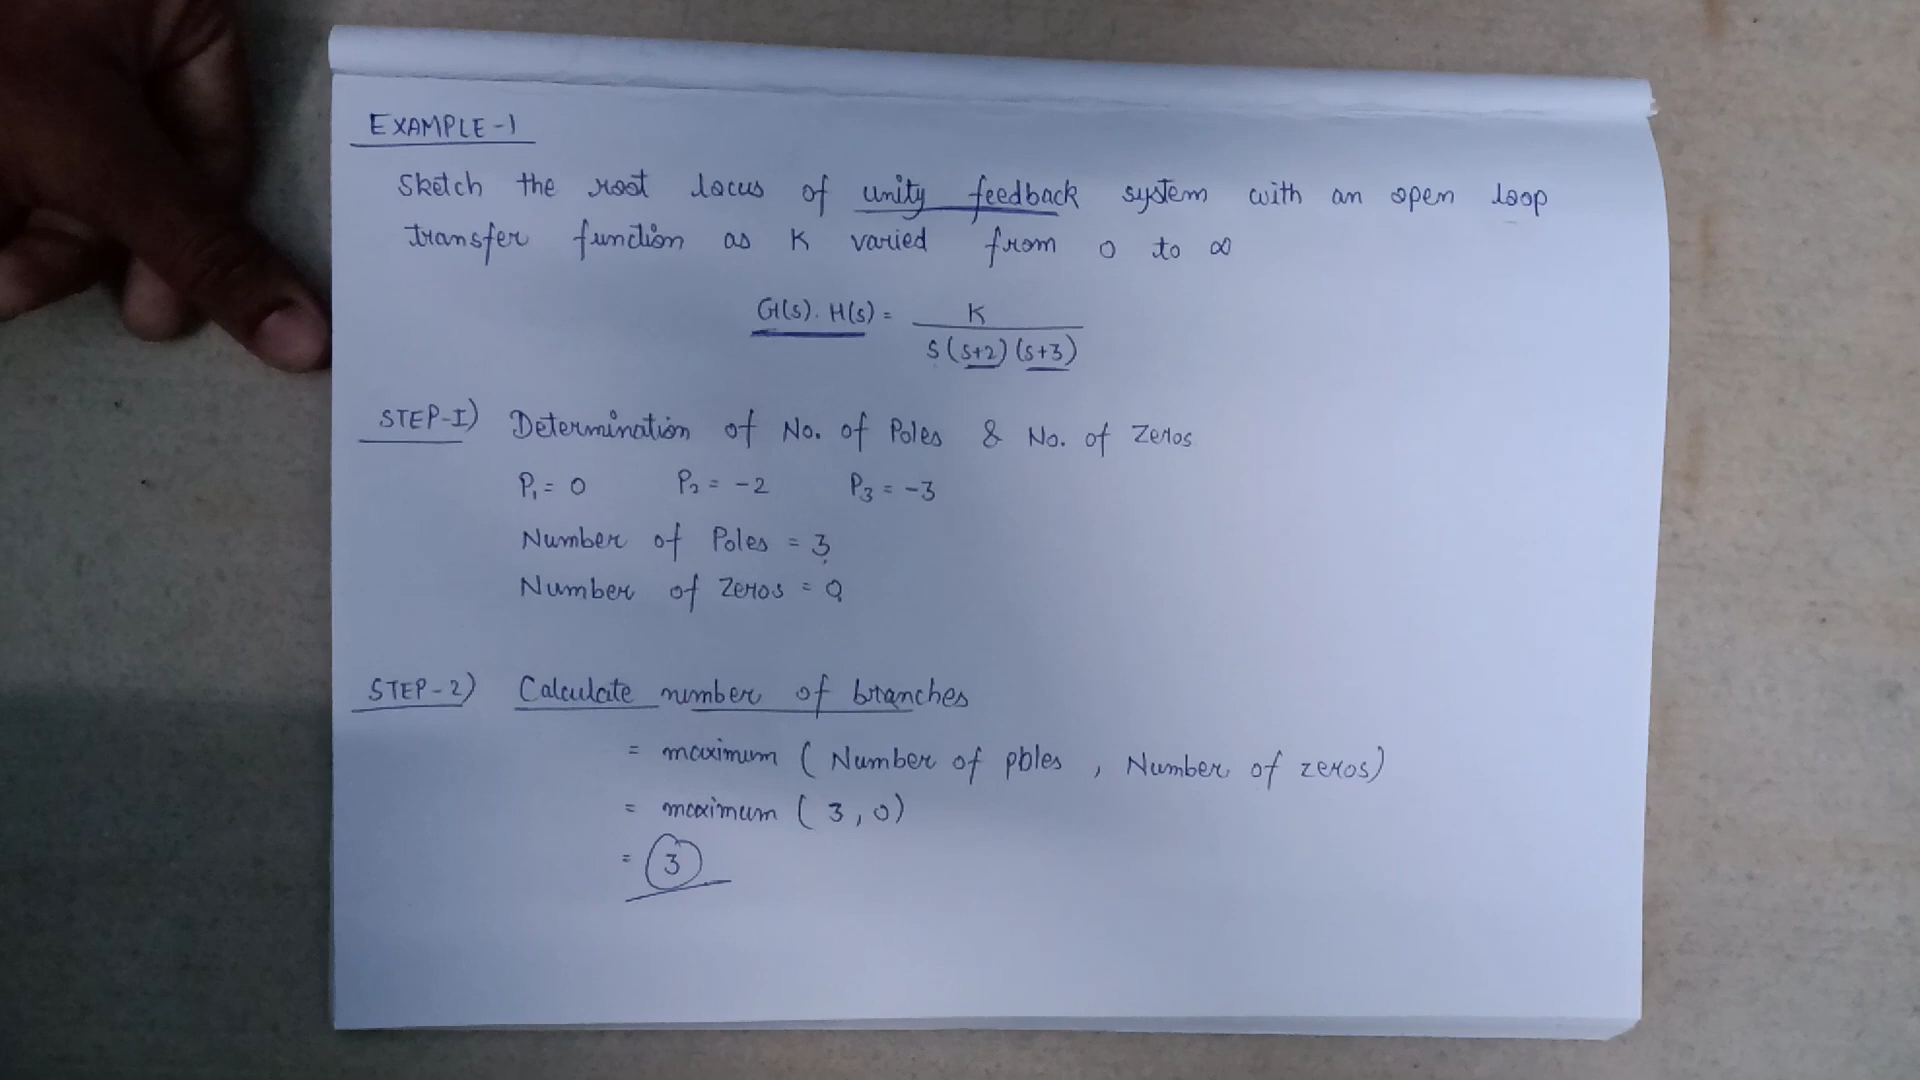 EXAMPLE-1
Sketch the root locus of unity feedback system with an open loop
transfer function as K varied from 0 to ∞
G(s). H(s) = K
s(s+2)(s+3)
STEP-I) Determination of No. of Poles & No. of Zeros
P₁ = 0 P₂ = -2 P₃ = -3
Number of Poles = 3
Number of Zeros = 0
STEP-2) Calculate number of branches
= maximum ( Number of poles , Number of zeros)
= maximum ( 3, 0)
= 3